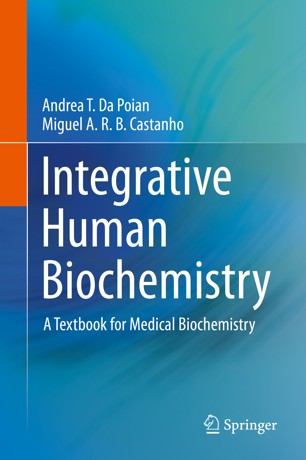 Andrea T. Da Poian
Miguel A. R. B. Castanho
Integrative
Human
Biochemistry
A Textbook for Medical Biochemistry
Springer